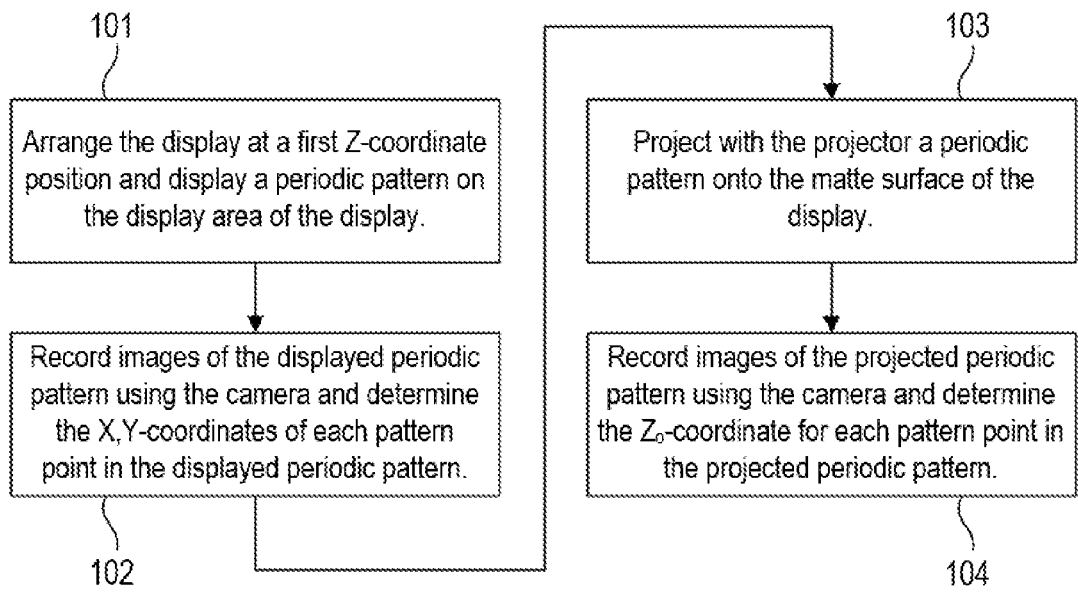 101
Arrange the display at a first Z-coordinate
position and display a periodic pattern on
the display area of the display.
Record images of the displayed periodic
pattern using the camera and determine
the X,Y-coordinates of each pattern
point in the displayed periodic pattern.
102
103
Project with the projector a periodic
pattern onto the matte surface of the
display.
Record images of the projected periodic
pattern using the camera and determine
the Z₀-coordinate for each pattern point in
the projected periodic pattern.
104